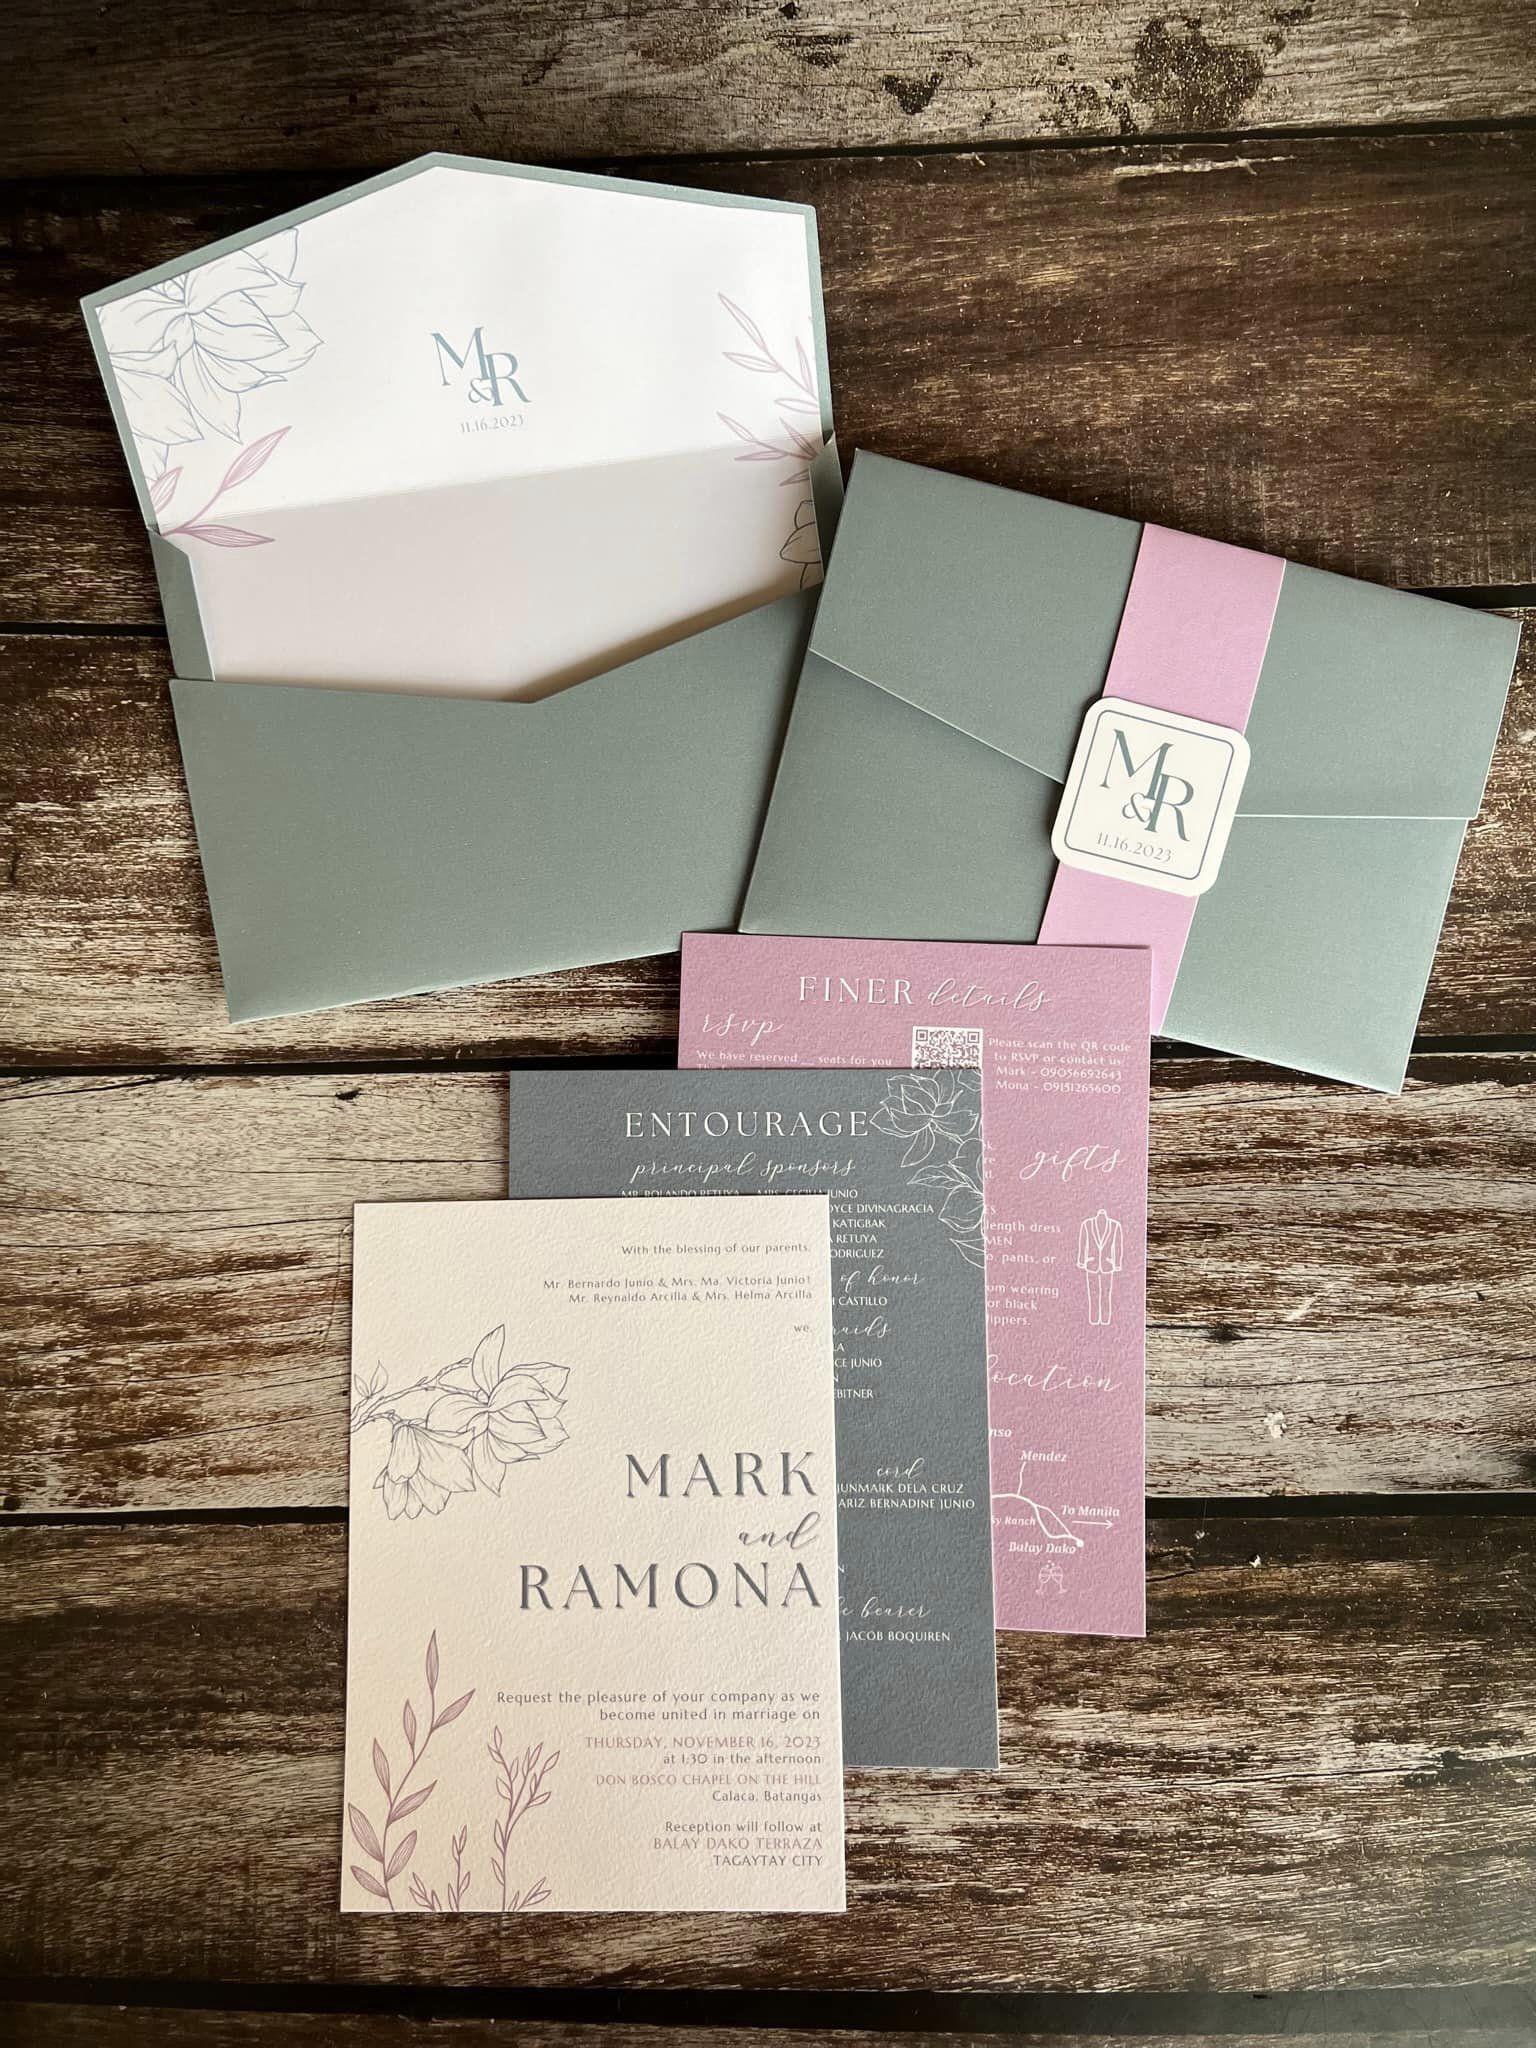 M
&R
11.16.2023
M
&R
11.16.2023
FINER details
rsvp
We have reserved __ seats for you
Please scan the QR code
to RSVP or contact us:
Mark - 09056692643
Mona - 09151265600
gifts
length dress
MEN
pants, or
wearing
or black
location
Mendez
Ranch
To Manila
Balay Dako
ENTOURAGE
principal sponsors
MR. ROLANDO RETUYA MRS. CECILIA JUNIO
DIVINAGRACIA
KATIGBAK
RETUYA
of honor
CASTILLO
JUNIO
cord
JUNMARK DELA CRUZ
BERNADINE JUNIO
bearer
JACOB BOQUIREN
With the blessing of our parents,
Mr. Bernardo Junio & Mrs. Ma. Victoria Junio†
Mr. Reynaldo Arcilla & Mrs. Helma Arcilla
we,
MARK
and
RAMONA
Request the pleasure of your company as we
become united in marriage on
THURSDAY, NOVEMBER 16, 2023
at 1:30 in the afternoon
DON BOSCO CHAPEL ON THE HILL
Calaca, Batangas
Reception will follow at
BALAY DAKO TERRAZA
TAGAYTAY CITY